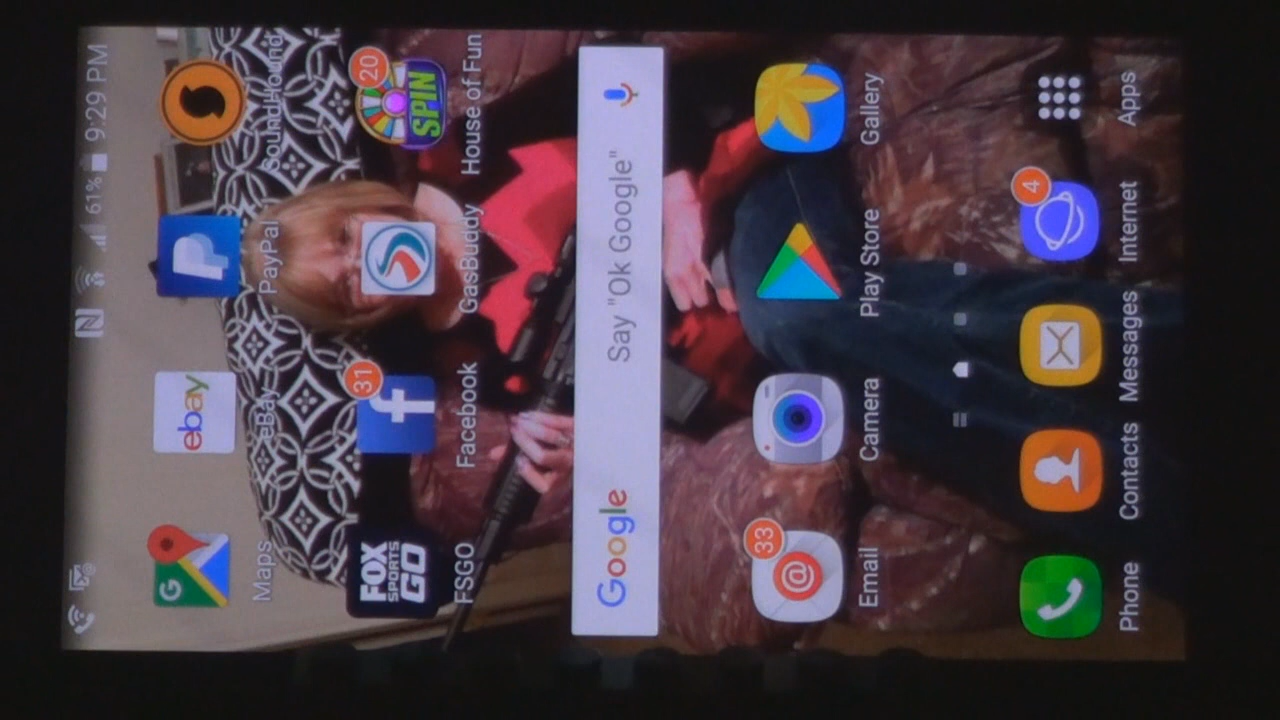 61% 9:29 PM
Maps
eBay
PayPal
SoundHound
G
ebay
P
FOX
SPORTS
GO
f
31
SPIN
20
FSGO
Facebook
GasBuddy
House of Fun
Google Say "Ok Google"
33
@
Email
Camera
Play Store
Gallery
4
Phone
Contacts
Messages
Internet
Apps